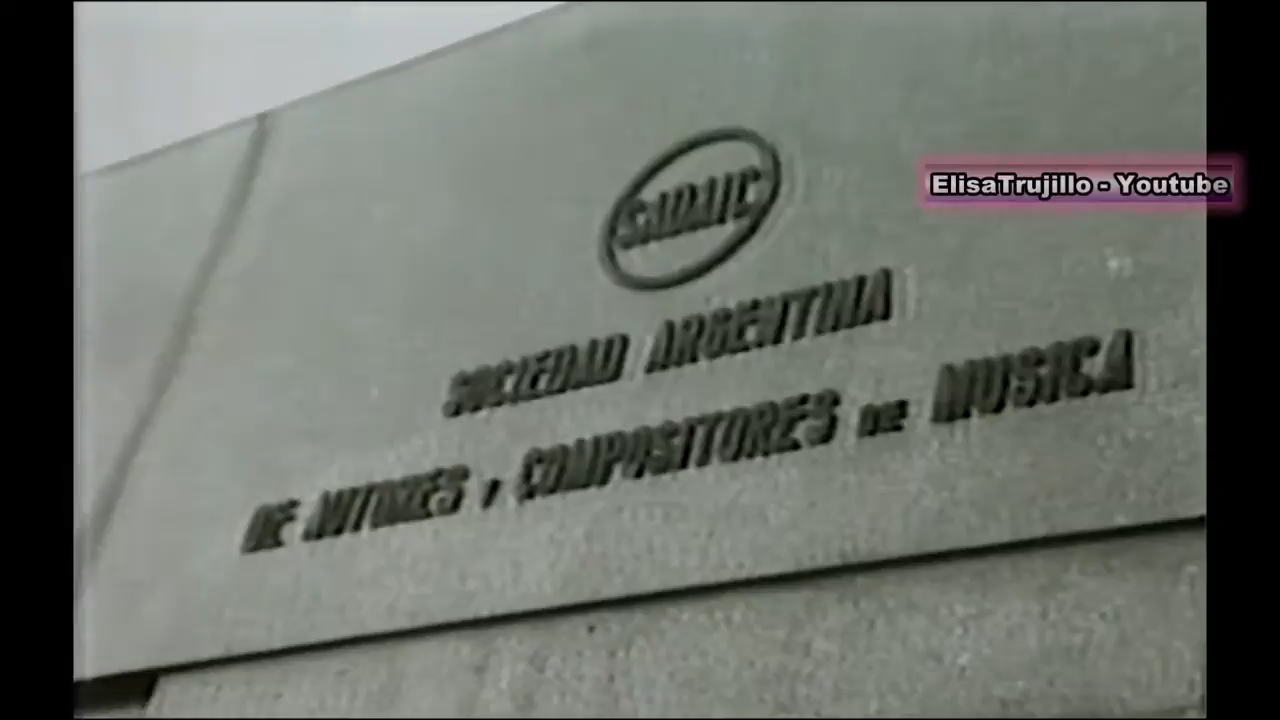 ElisaTrujillo - Youtube
SADAIC
SOCIEDAD ARGENTINA
DE AUTORES Y COMPOSITORES DE MUSICA